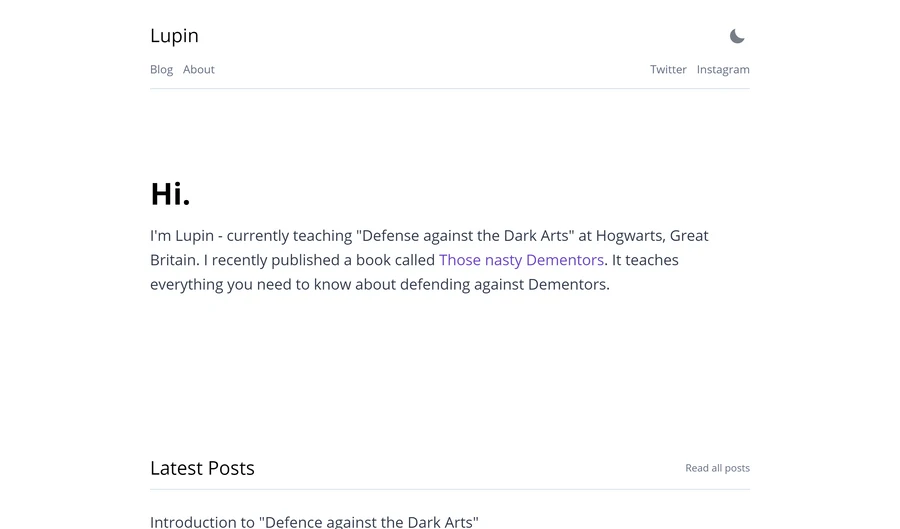 Lupin
Blog About Twitter Instagram
Hi.
I'm Lupin - currently teaching "Defense against the Dark Arts" at Hogwarts, Great
Britain. I recently published a book called Those nasty Dementors. It teaches
everything you need to know about defending against Dementors.
Latest Posts Read all posts
Introduction to "Defence against the Dark Arts"